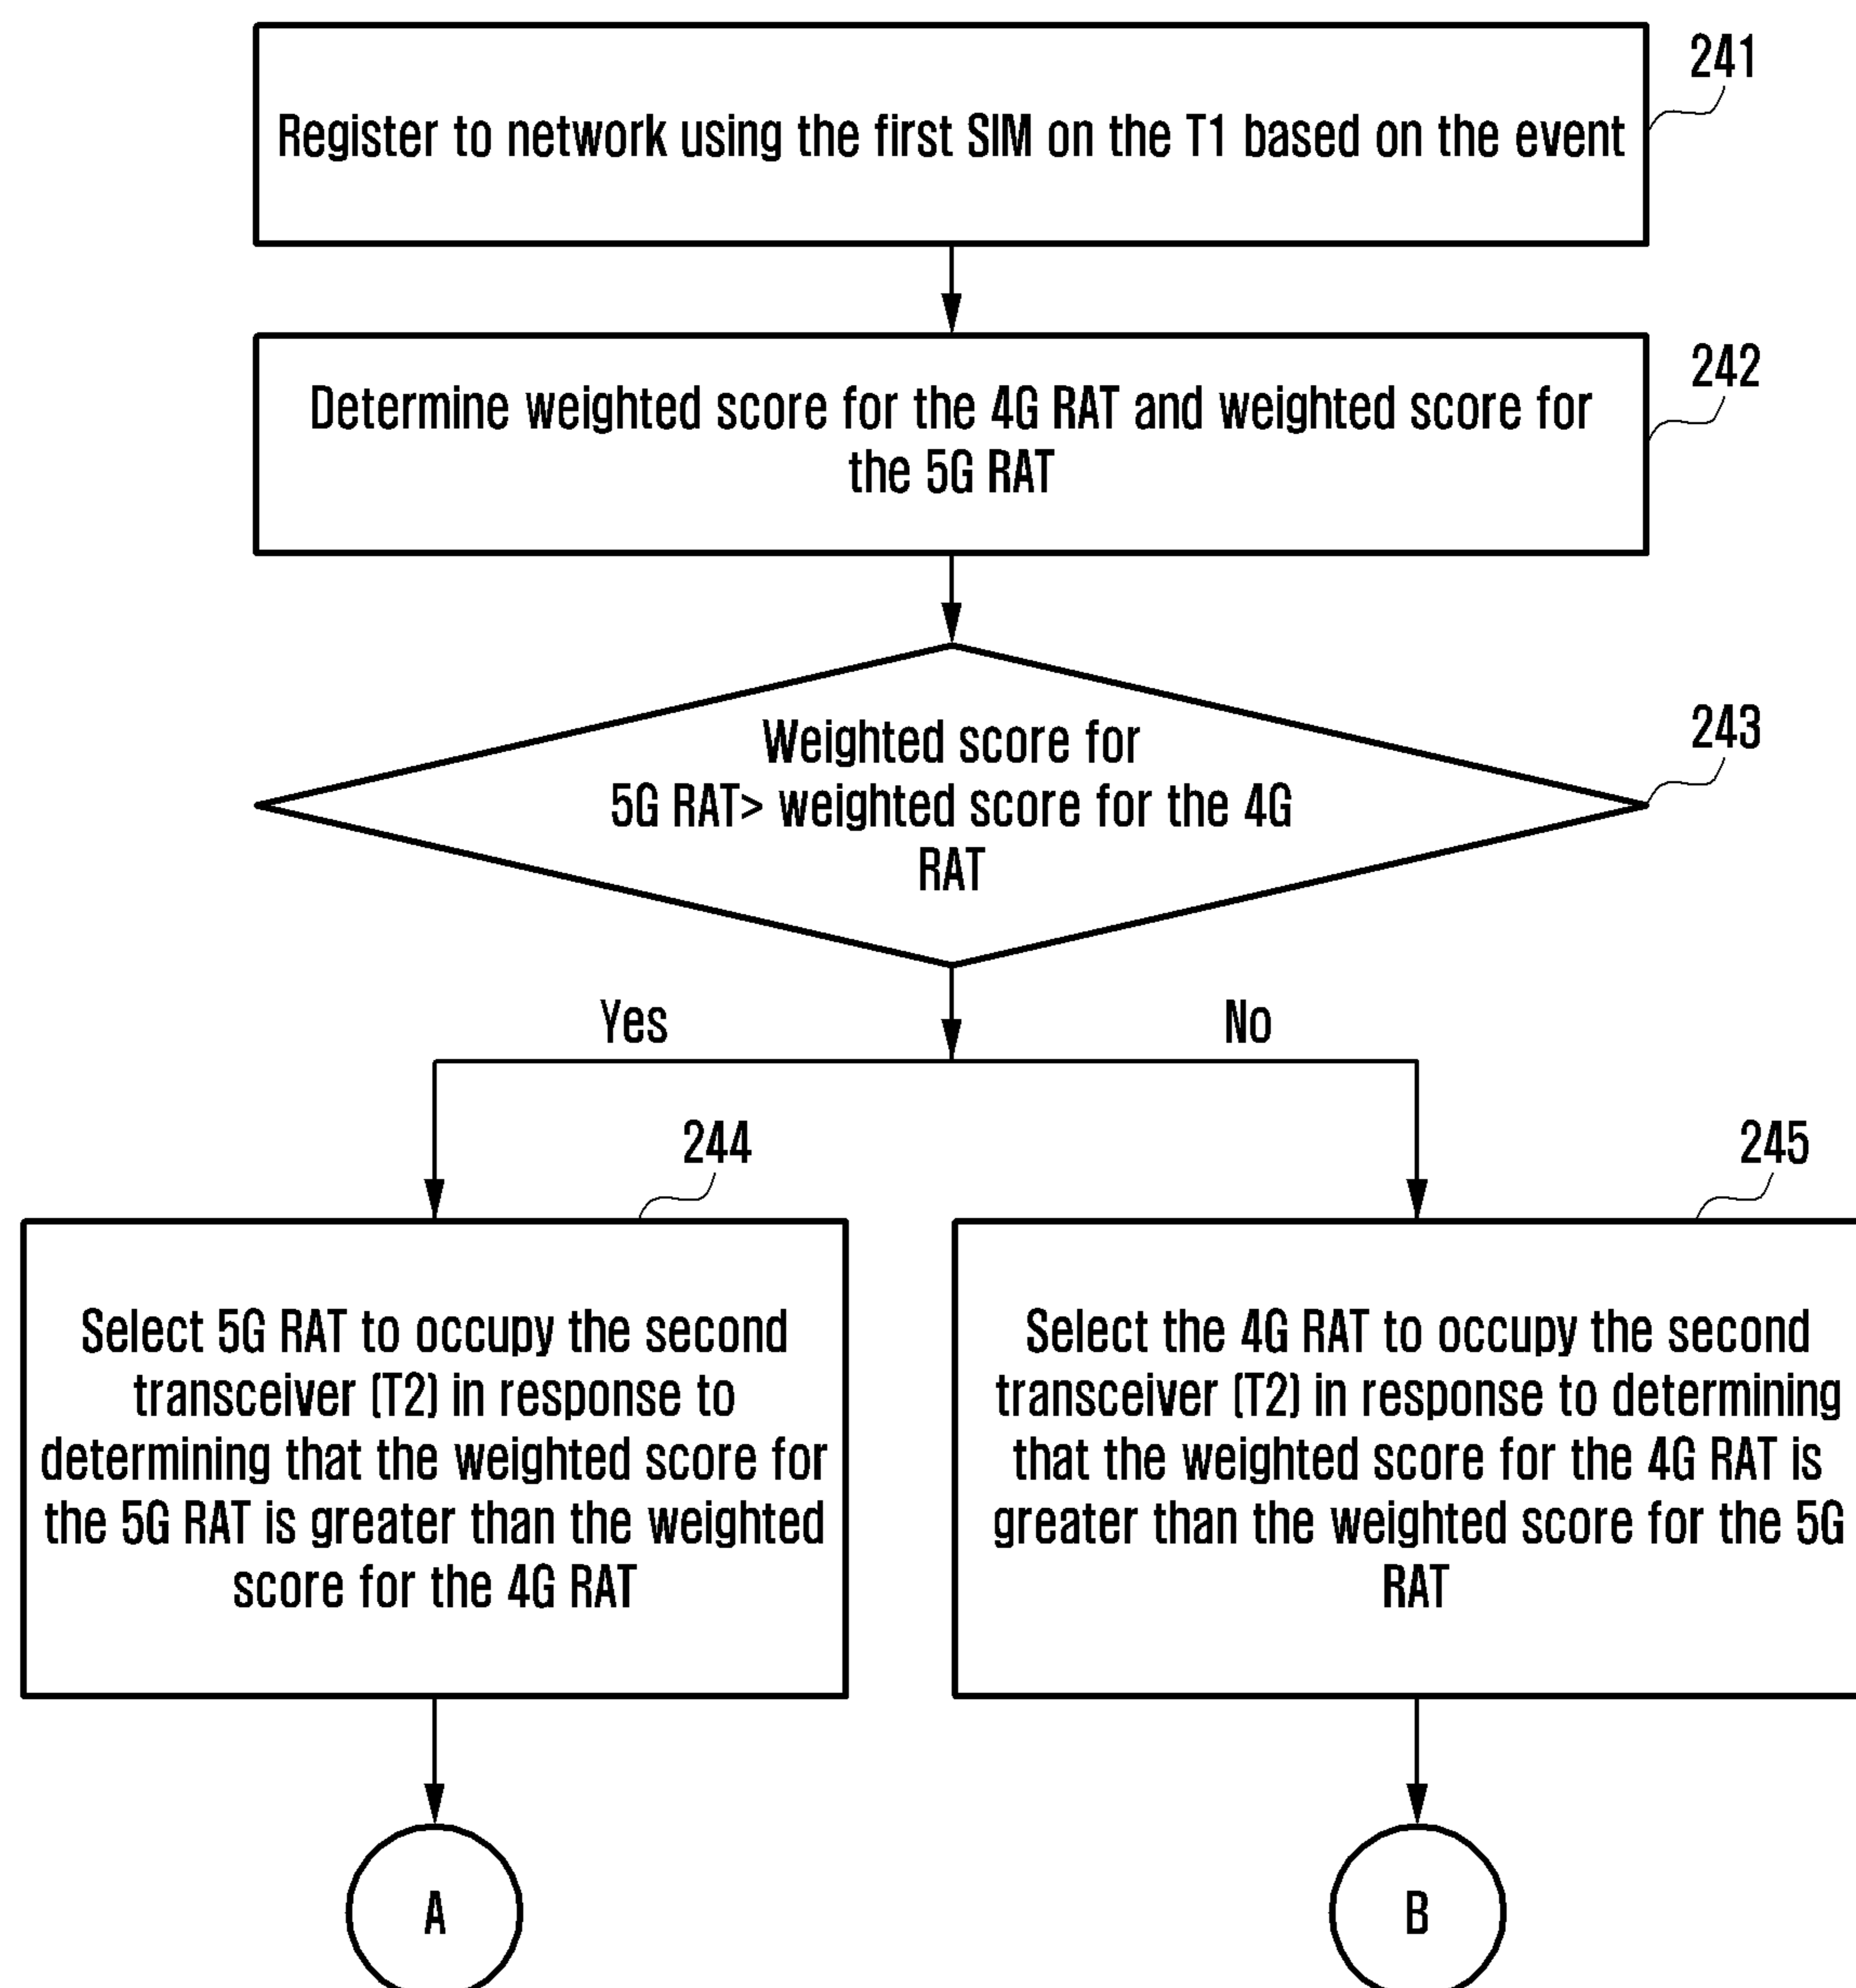 241
Register to network using the first SIM on the T1 based on the event
242
Determine weighted score for the 4G RAT and weighted score for
the 5G RAT
243
Weighted score for
5G RAT> weighted score for the 4G
RAT
Yes
No
244
Select 5G RAT to occupy the second
transceiver (T2) in response to
determining that the weighted score for
the 5G RAT is greater than the weighted
score for the 4G RAT
245
Select the 4G RAT to occupy the second
transceiver (T2) in response to determining
that the weighted score for the 4G RAT is
greater than the weighted score for the 5G
RAT
A
B